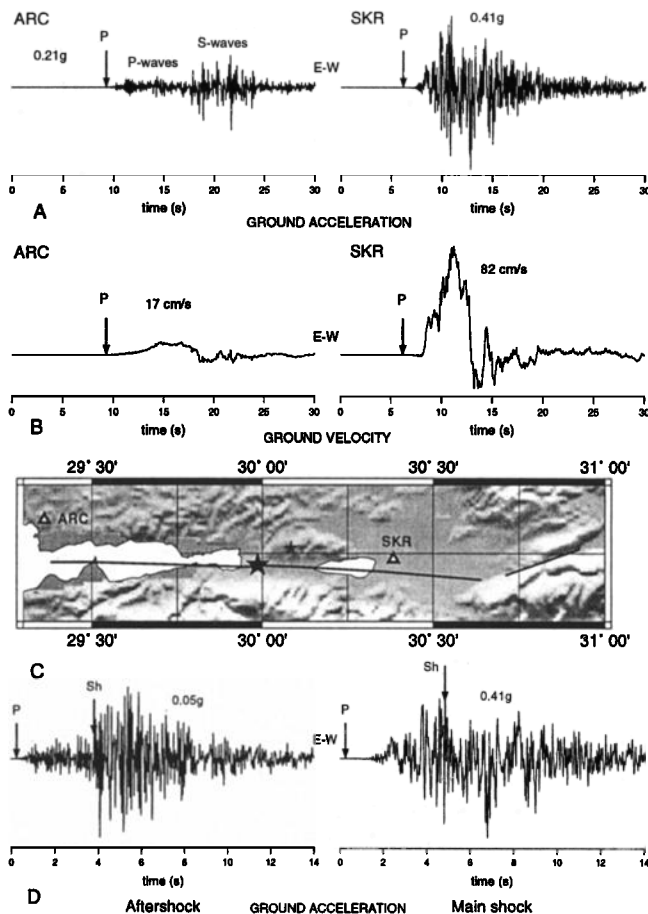 ARC
SKR
P
P
0.21g
P-waves
S-waves
E-W
0.41g
0 5 10 15 20 25 30
0 5 10 15 20 25 30
time (s)
time (s)
A
GROUND ACCELERATION
ARC
SKR
P
17 cm/s
E-W
P
82 cm/s
0 5 10 15 20 25 30
0 5 10 15 20 25 30
time (s)
time (s)
B
GROUND VELOCITY
29° 30' 30° 00' 30° 30' 31° 00'
ARC
SKR
29° 30' 30° 00' 30° 30' 31° 00'
C
P
Sh
0.05g
E-W
P
Sh
0.41g
0 2 4 6 8 10 12 14
0 2 4 6 8 10 12 14
time (s)
time (s)
D
Aftershock
GROUND ACCELERATION
Main shock